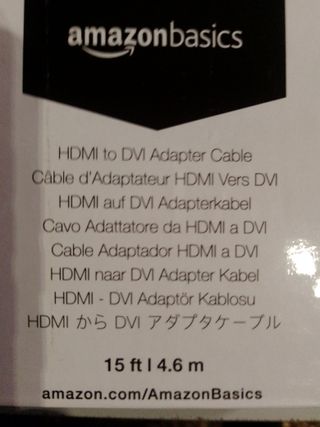 amazonbasics
HDMI to DVI Adapter Cable
Câble d'Adaptateur HDMI Vers DVI
HDMI auf DVI Adapterkabel
Cavo Adattatore da HDMI a DVI
Cable Adaptador HDMI a DVI
HDMI naar DVI Adapter Kabel
HDMI - DVI Adaptör Kablosu
HDMI から DVI アダプタケーブル
15 ft | 4.6 m
amazon.com/AmazonBasics